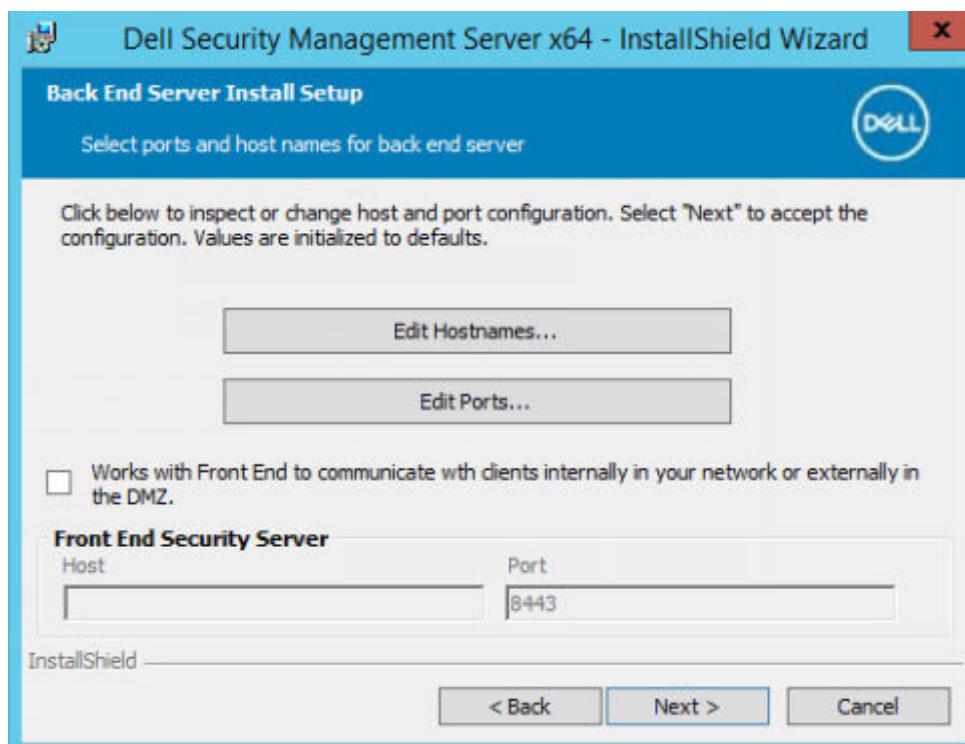 Dell Security Management Server x64 - InstallShield Wizard
x
Back End Server Install Setup
DELL
Select ports and host names for back end server
Click below to inspect or change host and port configuration. Select "Next" to accept the
configuration. Values are initialized to defaults.
Edit Hostnames...
Edit Ports...
Works with Front End to communicate wth clients internally in your network or externally in
the DMZ.
Front End Security Server
Host Port
8443
InstallShield
< Back Next > Cancel